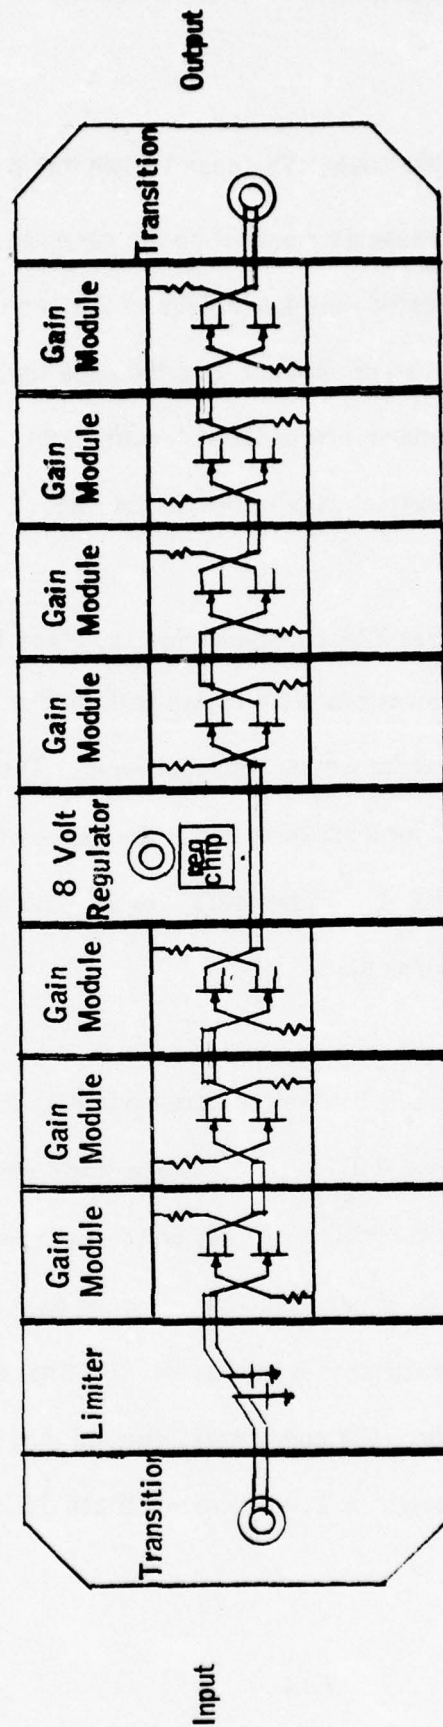 Input
Transition
Limiter
Gain
Module
Gain
Module
Gain
Module
8 Volt
Regulator
reg
chip
Gain
Module
Gain
Module
Gain
Module
Gain
Module
Transition
Output